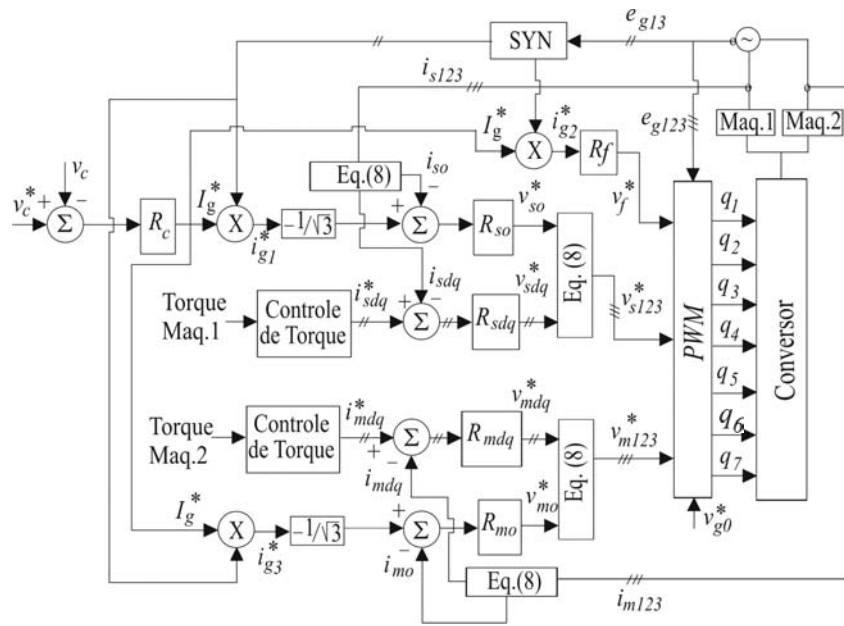 SYN
e_g13
~
i_s123
I_g*
i_g2*
e_g123
Maq.1
Maq.2
X
R_f
v_c
Eq.(8)
i_so
v_c*
+
−
Σ
R_c
I_g*
X
i_g1*
−1/√3
+
−
Σ
R_so
v_so*
v_f*
i_sdq
Eq. (8)
v_s123*
Torque
Maq.1
Controle
de Torque
i_sdq*
+
−
Σ
R_sdq
v_sdq*
PWM
q_1
q_2
q_3
q_4
q_5
q_6
q_7
Conversor
Torque
Maq.2
Controle
de Torque
i_mdq*
Σ
+
−
i_mdq
R_mdq
v_mdq*
Eq. (8)
v_m123*
I_g*
X
i_g3*
−1/√3
+
Σ
−
i_mo
R_mo
v_mo*
v_g0*
Eq.(8)
i_m123